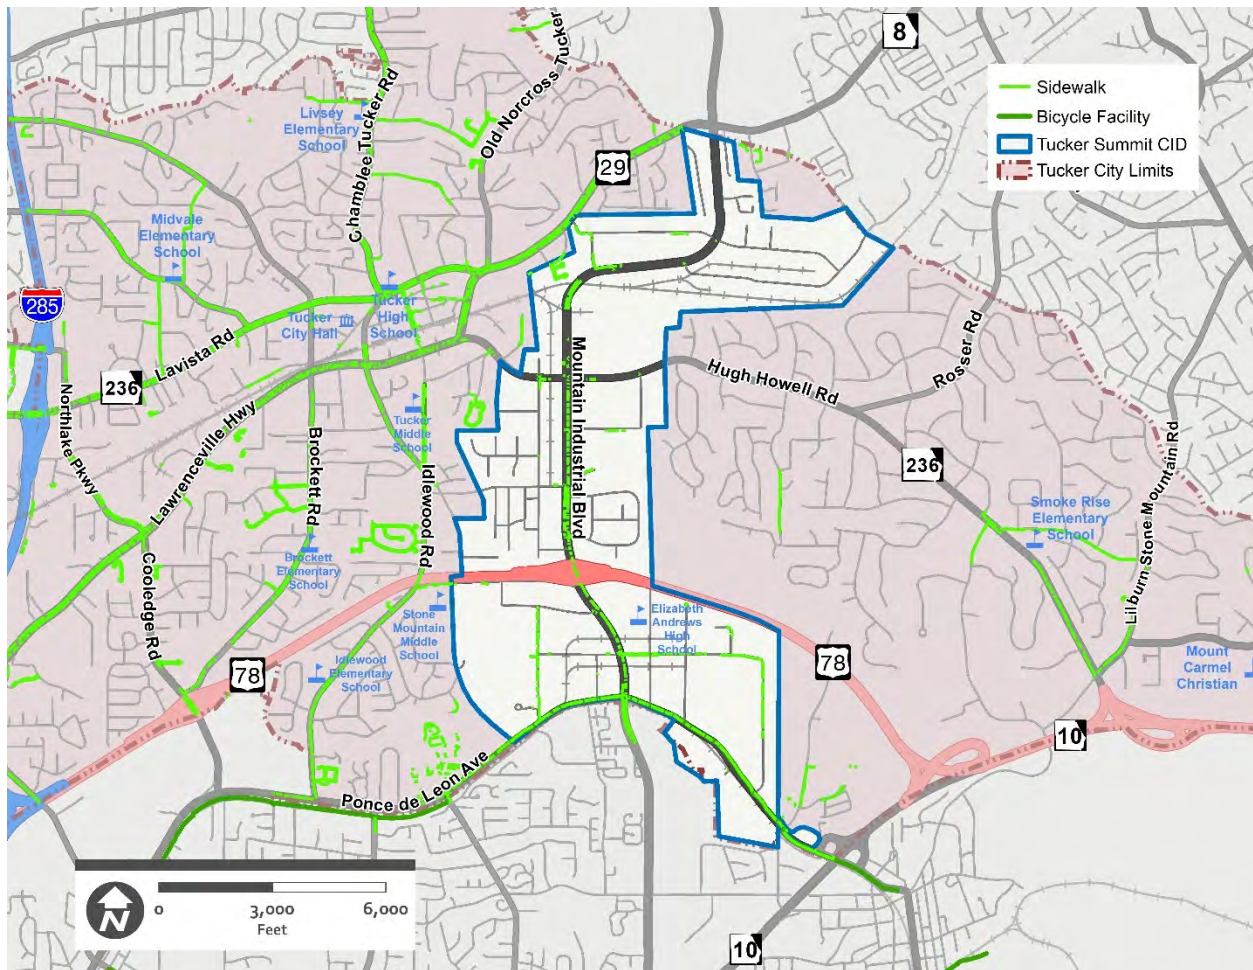 8
Sidewalk
Bicycle Facility
Tucker Summit CID
Tucker City Limits
Livsey
Elementary
School
Chamblee Tucker Rd
Old Norcross Tucker
29
Midvale
Elementary
School
285
Tucker
High
School
Tucker
City Hall
Lavista Rd
236
Mountain Industrial Blvd
Hugh Howell Rd
Rosser Rd
Northlake Pkwy
Lawrenceville Hwy
Brockett Rd
Tucker
Middle
School
Idlewood Rd
236
Smoke Rise
Elementary
School
Lilburn Stone Mountain Rd
Brockett
Elementary
School
Cooledge Rd
Stone
Mountain
Middle
School
Elizabeth
Andrews
High
School
Idlewood
Elementary
School
78
78
Mount
Carmel
Christian
10
Ponce de Leon Ave
N
0
3,000
6,000
Feet
10